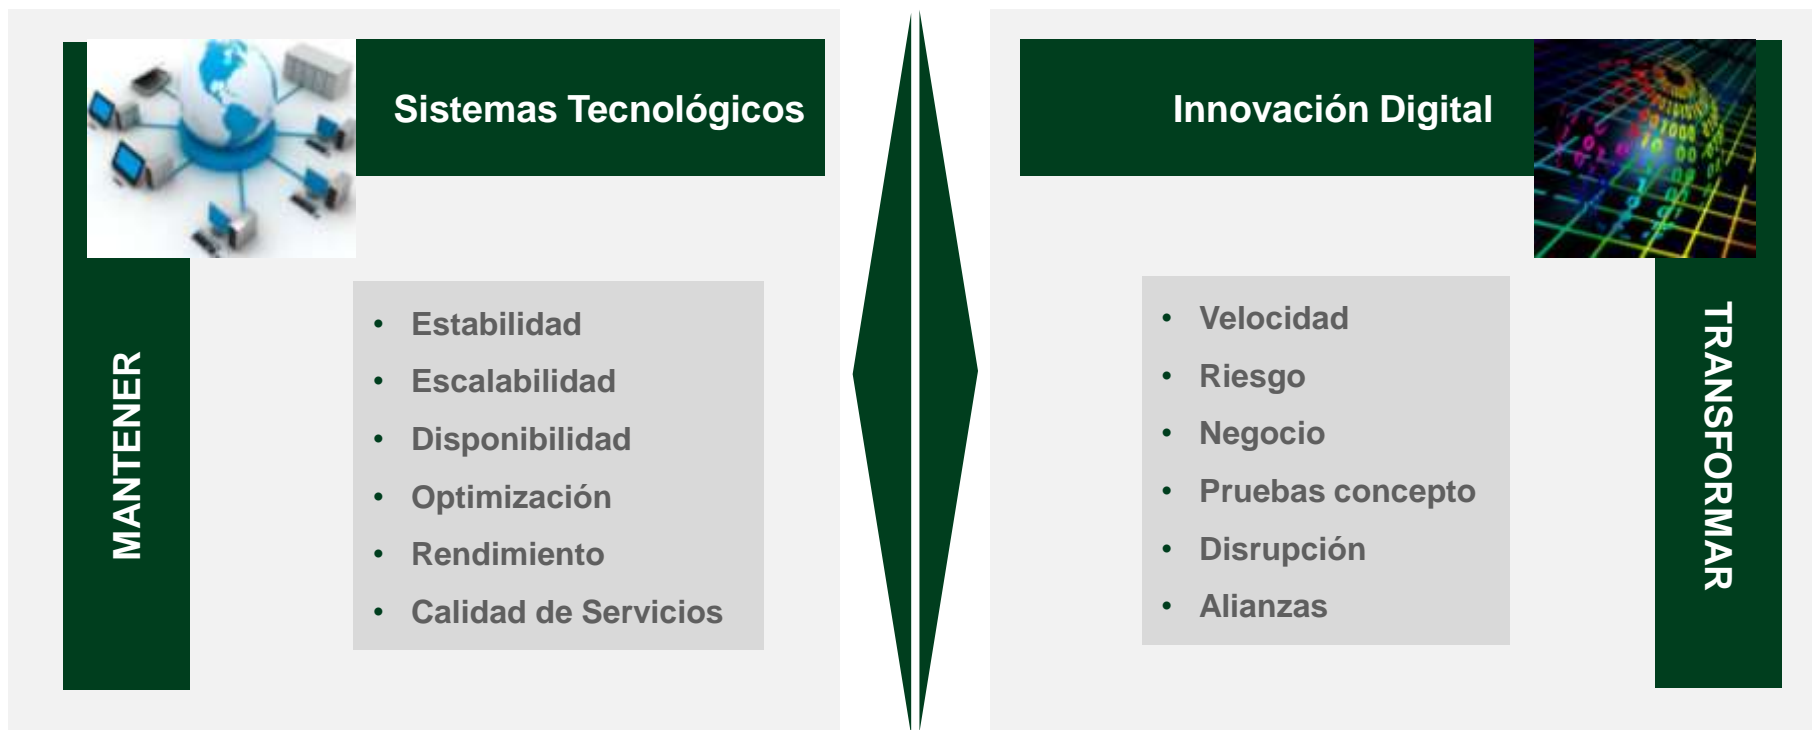 Sistemas Tecnológicos
MANTENER
• Estabilidad
• Escalabilidad
• Disponibilidad
• Optimización
• Rendimiento
• Calidad de Servicios
Innovación Digital
• Velocidad
• Riesgo
• Negocio
• Pruebas concepto
• Disrupción
• Alianzas
TRANSFORMAR